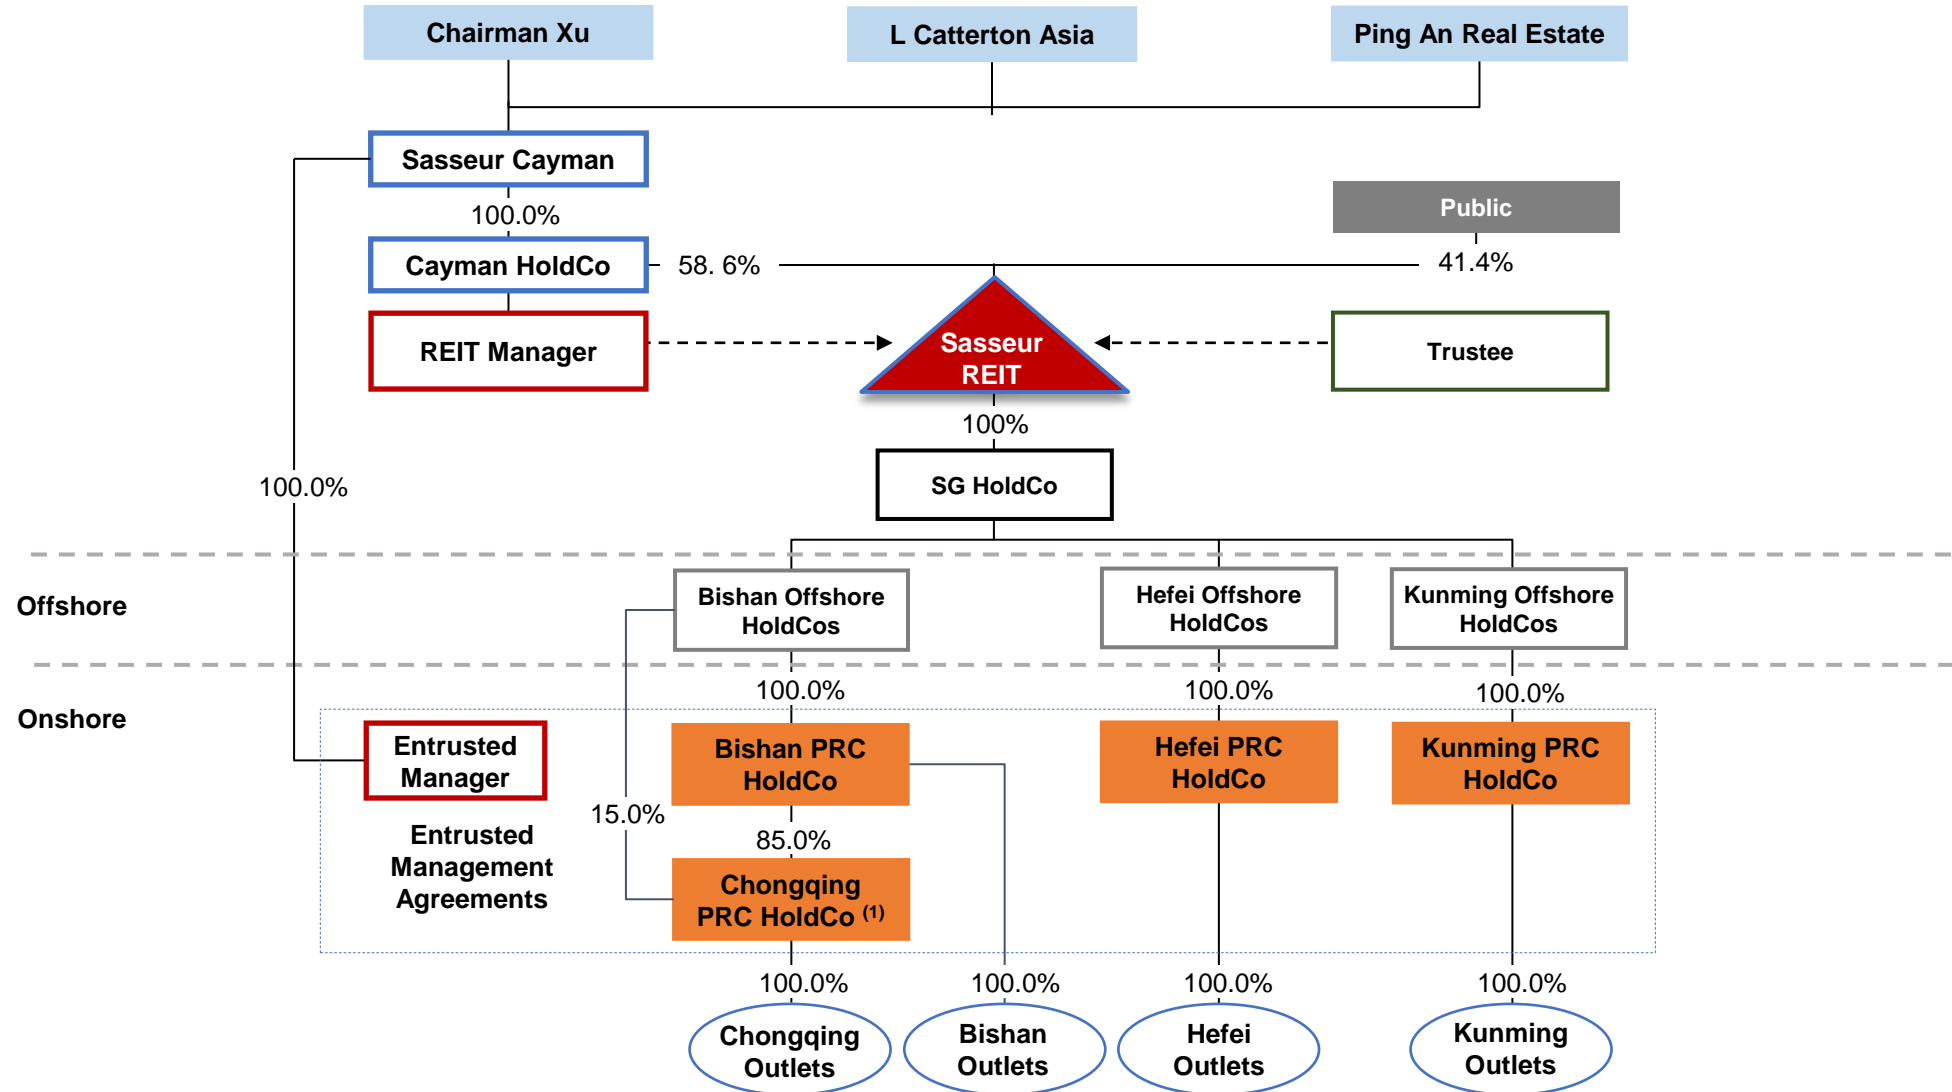 Chairman Xu
L Catterton Asia
Ping An Real Estate
Sasseur Cayman
100.0%
Public
Cayman HoldCo
58. 6%
41.4%
REIT Manager
Sasseur
REIT
Trustee
100%
SG HoldCo
100.0%
Offshore
Bishan Offshore
HoldCos
Hefei Offshore
HoldCos
Kunming Offshore
HoldCos
100.0%
100.0%
100.0%
Onshore
Entrusted
Manager
Bishan PRC
HoldCo
Hefei PRC
HoldCo
Kunming PRC
HoldCo
15.0%
85.0%
Entrusted
Management
Agreements
Chongqing
PRC HoldCo (1)
100.0%
100.0%
100.0%
100.0%
Chongqing
Outlets
Bishan
Outlets
Hefei
Outlets
Kunming
Outlets